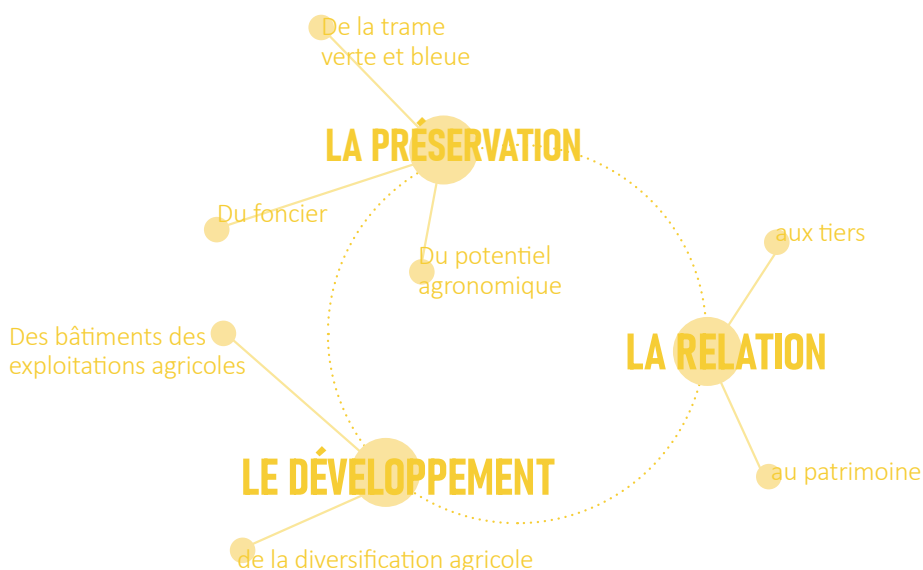 De la trame
verte et bleue
LA PRÉSERVATION
Du foncier
aux tiers
Du potentiel
agronomique
Des bâtiments des
exploitations agricoles
LA RELATION
LE DÉVELOPPEMENT
au patrimoine
de la diversification agricole